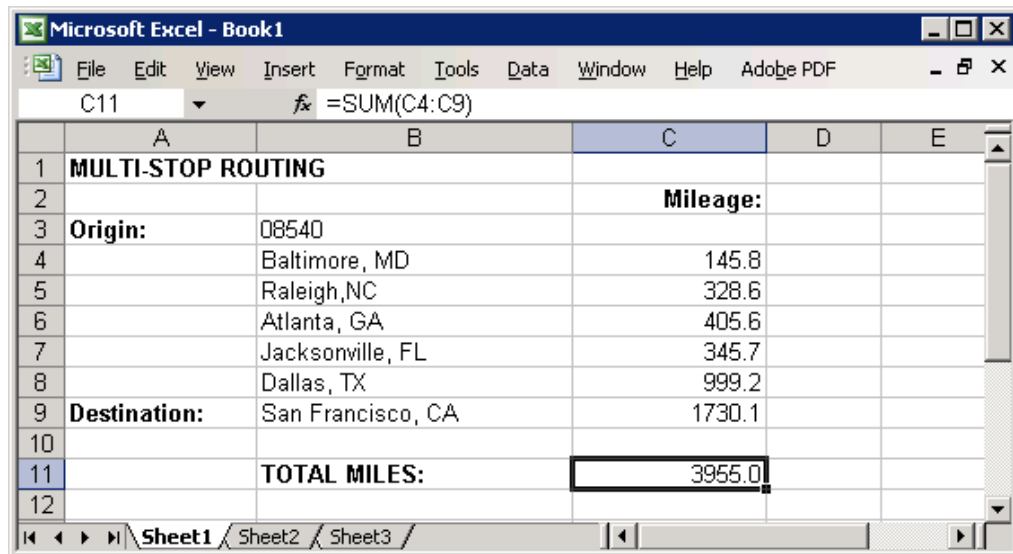 Microsoft Excel - Book1
File Edit View Insert Format Tools Data Window Help Adobe PDF
C11 fx =SUM(C4:C9)
A B C D E
1 MULTI-STOP ROUTING
2 Mileage:
3 Origin: 08540
4 Baltimore, MD 145.8
5 Raleigh,NC 328.6
6 Atlanta, GA 405.6
7 Jacksonville, FL 345.7
8 Dallas, TX 999.2
9 Destination: San Francisco, CA 1730.1
10
11 TOTAL MILES: 3955.0
12
Sheet1 Sheet2 Sheet3